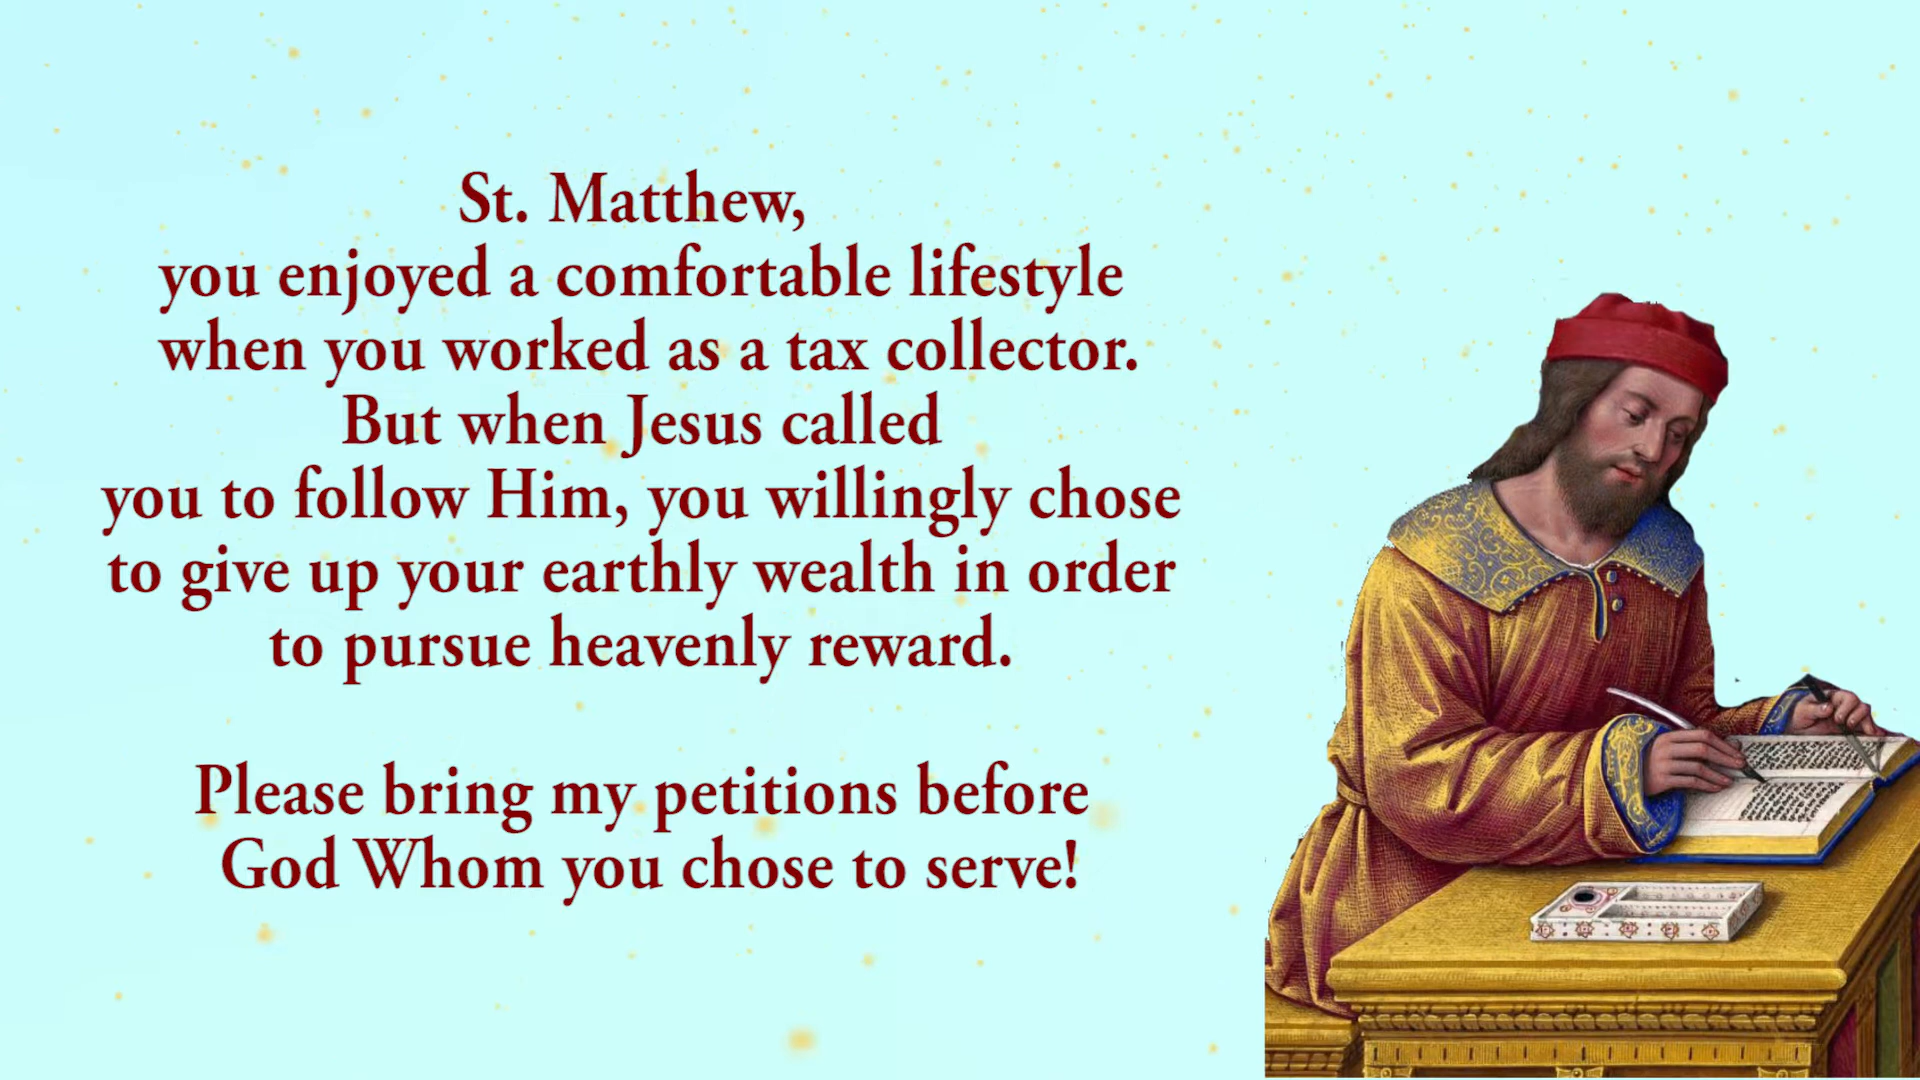 St. Matthew,
you enjoyed a comfortable lifestyle
when you worked as a tax collector.
But when Jesus called
you to follow Him, you willingly chose
to give up your earthly wealth in order
to pursue heavenly reward.
Please bring my petitions before
God Whom you chose to serve!